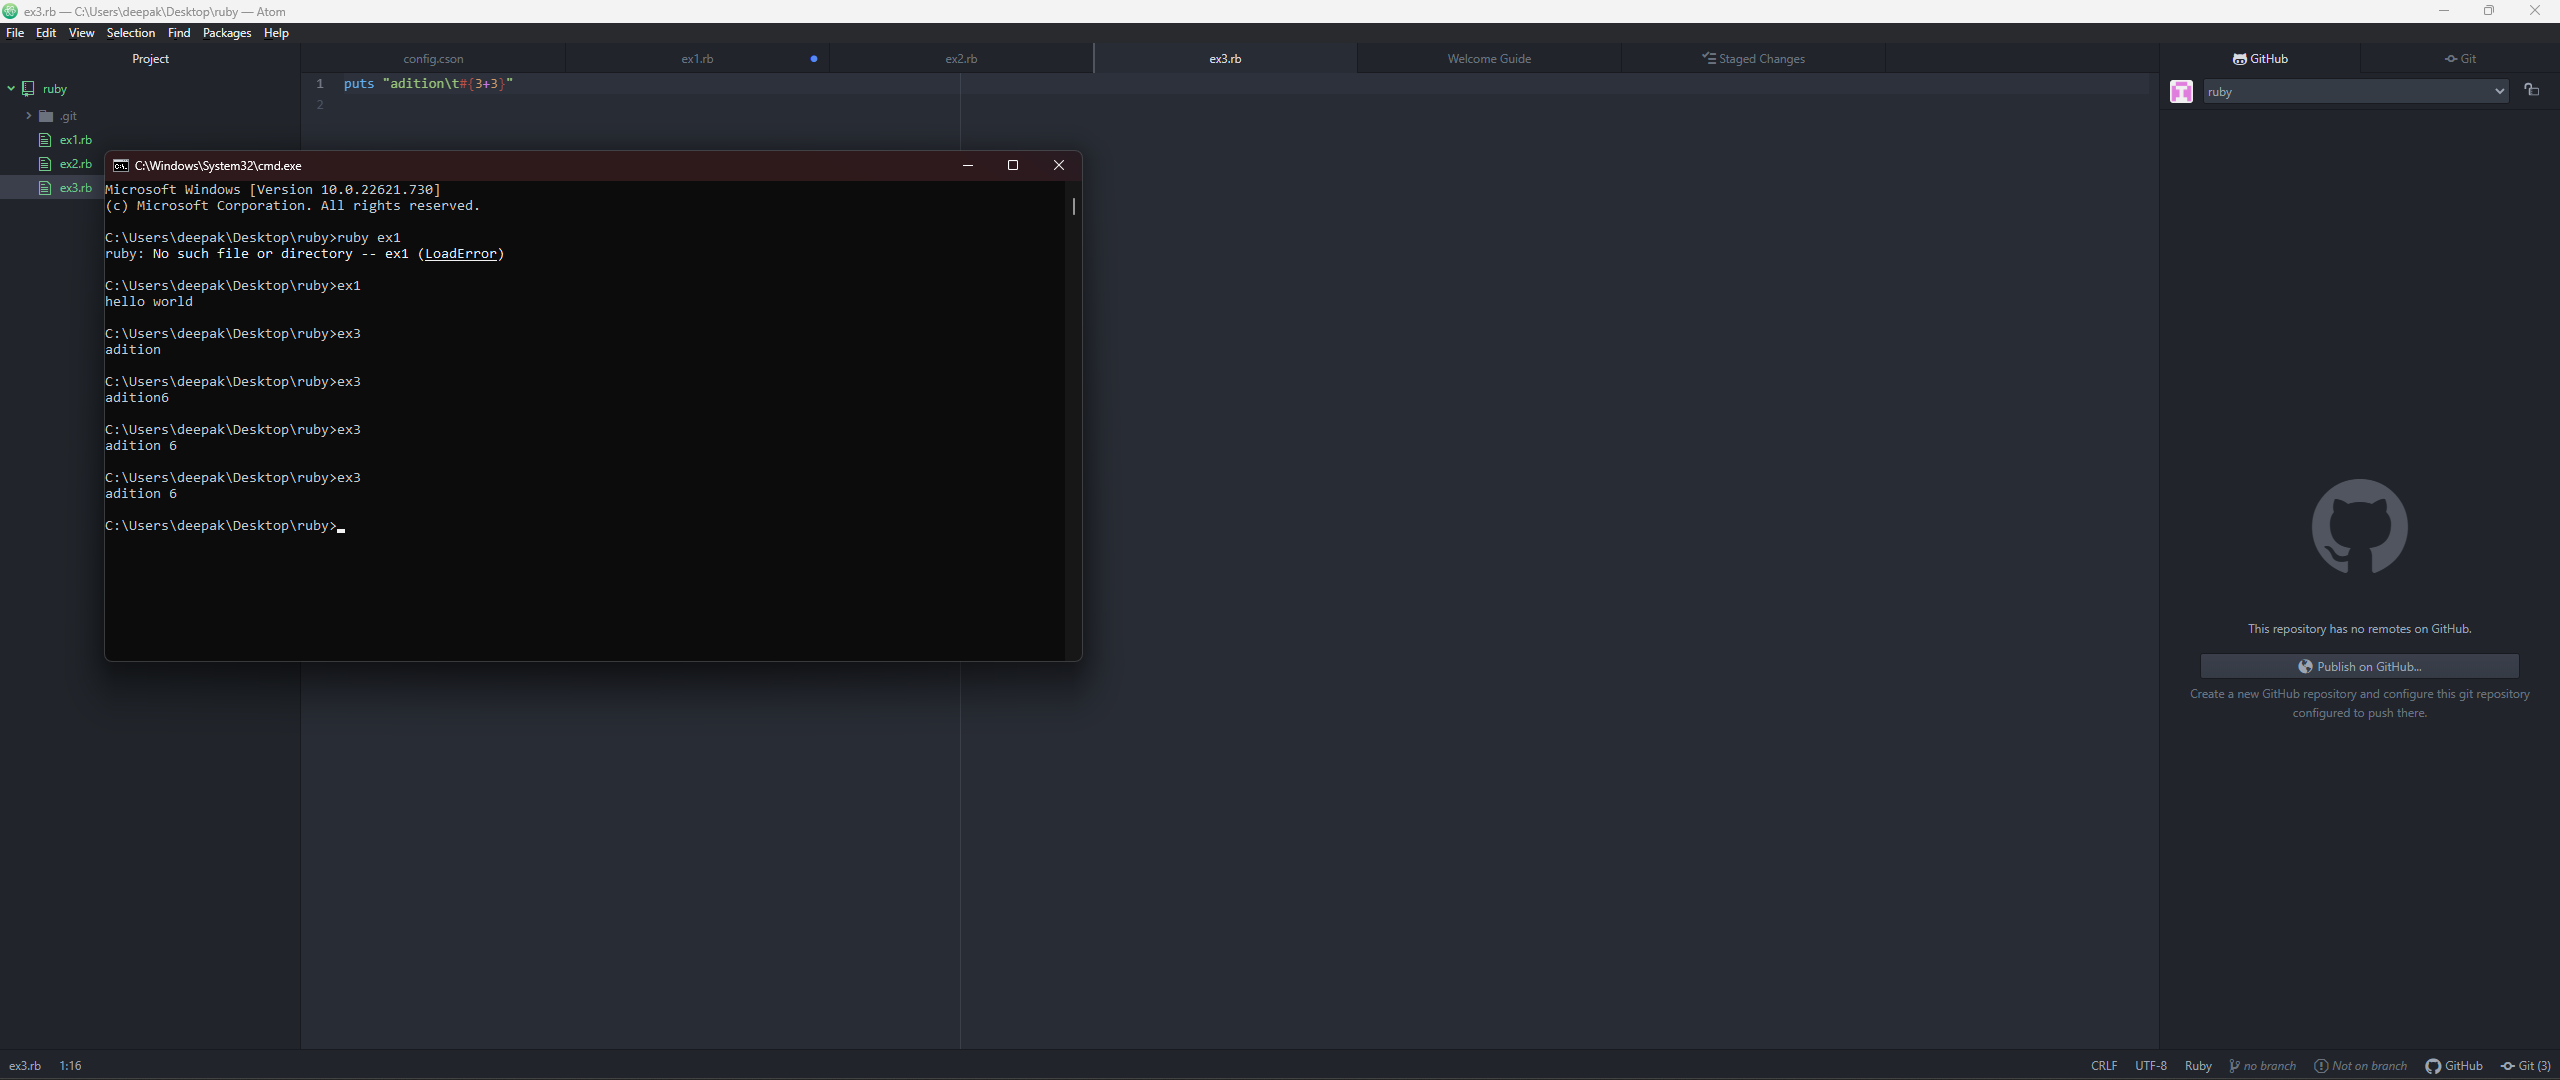 ex3.rb — C:\Users\deepak\Desktop\ruby — Atom
File Edit View Selection Find Packages Help
Project
ruby
.git
ex1.rb
ex2.rb
ex3.rb
config.cson ex1.rb ex2.rb ex3.rb Welcome Guide Staged Changes
1 puts "adition\t#{3+3}"
2
C:\Windows\System32\cmd.exe
Microsoft Windows [Version 10.0.22621.730]
(c) Microsoft Corporation. All rights reserved.
C:\Users\deepak\Desktop\ruby>ruby ex1
ruby: No such file or directory -- ex1 (LoadError)
C:\Users\deepak\Desktop\ruby>ex1
hello world
C:\Users\deepak\Desktop\ruby>ex3
adition
C:\Users\deepak\Desktop\ruby>ex3
adition6
C:\Users\deepak\Desktop\ruby>ex3
adition 6
C:\Users\deepak\Desktop\ruby>ex3
adition 6
C:\Users\deepak\Desktop\ruby>
GitHub Git
ruby
This repository has no remotes on GitHub.
Publish on GitHub...
Create a new GitHub repository and configure this git repository
configured to push there.
ex3.rb 1:16 CRLF UTF-8 Ruby no branch Not on branch GitHub Git (3)